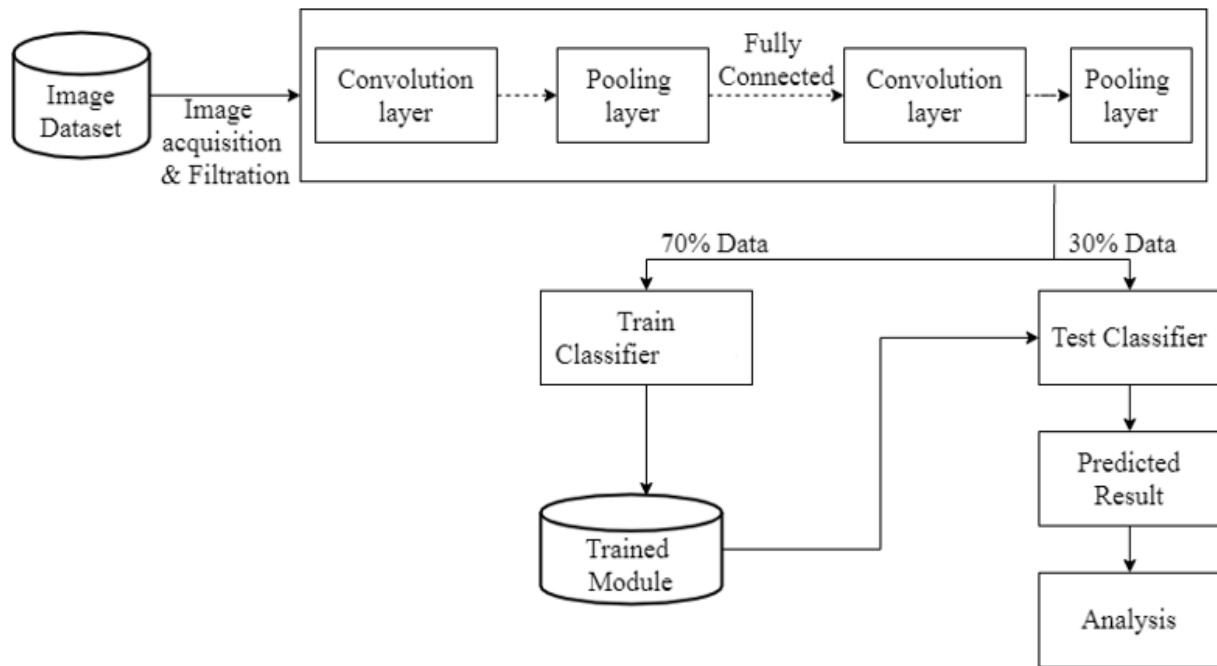 Image
Dataset
Image
acquisition
& Filtration
Convolution
layer
Pooling
layer
Fully
Connected
Convolution
layer
Pooling
layer
70% Data
30% Data
Train
Classifier
Test Classifier
Trained
Module
Predicted
Result
Analysis